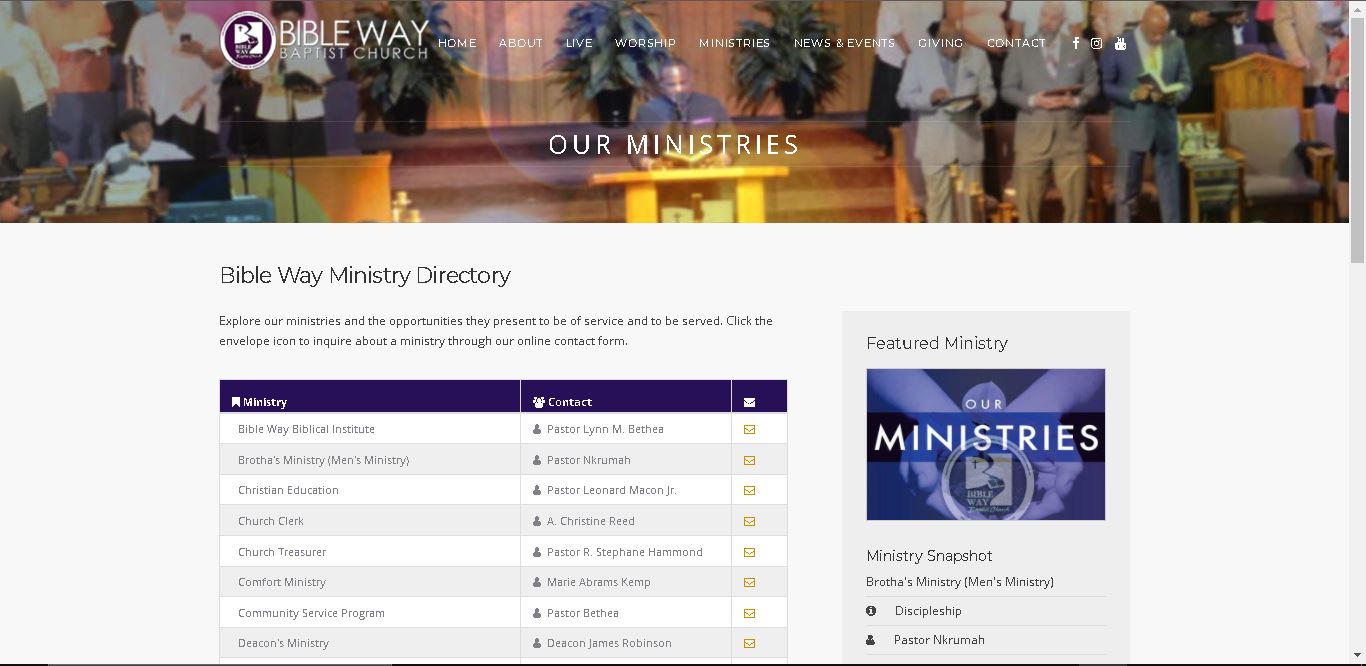 BIBLE WAY
BAPTIST CHURCH
HOME ABOUT LIVE WORSHIP MINISTRIES NEWS & EVENTS GIVING CONTACT
OUR MINISTRIES
Bible Way Ministry Directory
Explore our ministries and the opportunities they present to be of service and to be served. Click the
envelope icon to inquire about a ministry through our online contact form.
Ministry Contact
Bible Way Biblical Institute Pastor Lynn M. Bethea
Brotha's Ministry (Men's Ministry) Pastor Nkrumah
Christian Education Pastor Leonard Macon Jr.
Church Clerk A. Christine Reed
Church Treasurer Pastor R. Stephane Hammond
Comfort Ministry Marie Abrams Kemp
Community Service Program Pastor Bethea
Deacon's Ministry Deacon James Robinson
Featured Ministry
OUR
MINISTRIES
BIBLE
WAY
Baptist Church
Ministry Snapshot
Brotha's Ministry (Men's Ministry)
Discipleship
Pastor Nkrumah